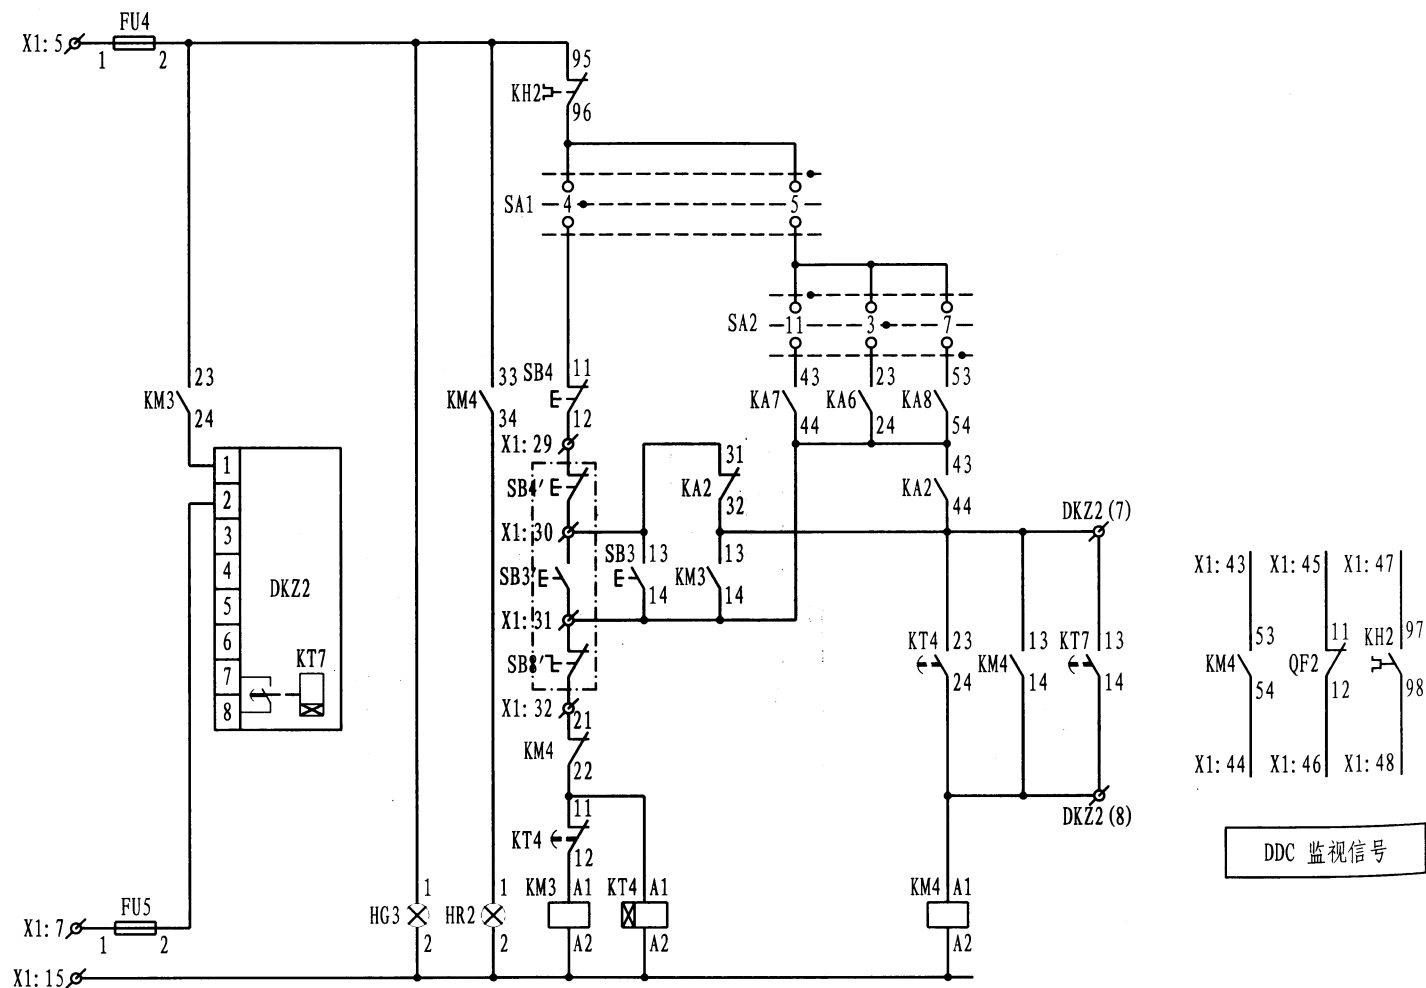 FU4
X1:5
1 2
95
KH2
96
SA1 4 5
SA2 11 3 7
23
KM3
24
33
KM4
34
SB4 11
12
43
KA7
44
23
KA6
24
53
KA8
54
X1:29
SB4'
X1:30
SB3'
X1:31
X1:32
31
KA2
32
43
KA2
44
13
SB3
14
13
KM3
14
DKZ2(7)
1
2
3
4
5
6
7
8
DKZ2
KT7
21
KM4
22
11
KT4
12
23
KT4
24
13
KM4
14
13
KT7
14
DKZ2(8)
X1:43 X1:45 X1:47
53
KM4
54
11
QF2
12
97
KH2
98
X1:44 X1:46 X1:48
DDC 监视信号
1
HG3
2
1
HR2
2
KM3 A1
A2
KT4 A1
A2
KM4 A1
A2
FU5
X1:7
1 2
X1:15